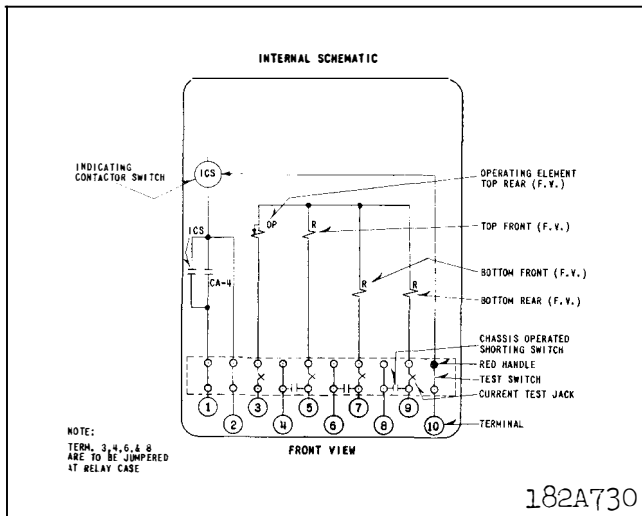 INTERNAL SCHEMATIC
INDICATING
CONTACTOR SWITCH
ICS
OPERATING ELEMENT
TOP REAR (F.V.)
OP
R
TOP FRONT (F.V.)
ICS
CA-4
BOTTOM FRONT (F.V.)
R
R
BOTTOM REAR (F.V.)
CHASSIS OPERATED
SHORTING SWITCH
RED HANDLE
TEST SWITCH
CURRENT TEST JACK
1
3
5
7
9
2
4
6
8
10
TERMINAL
FRONT VIEW
NOTE:
TERM. 3,4,6,& 8
ARE TO BE JUMPERED
AT RELAY CASE
182A730